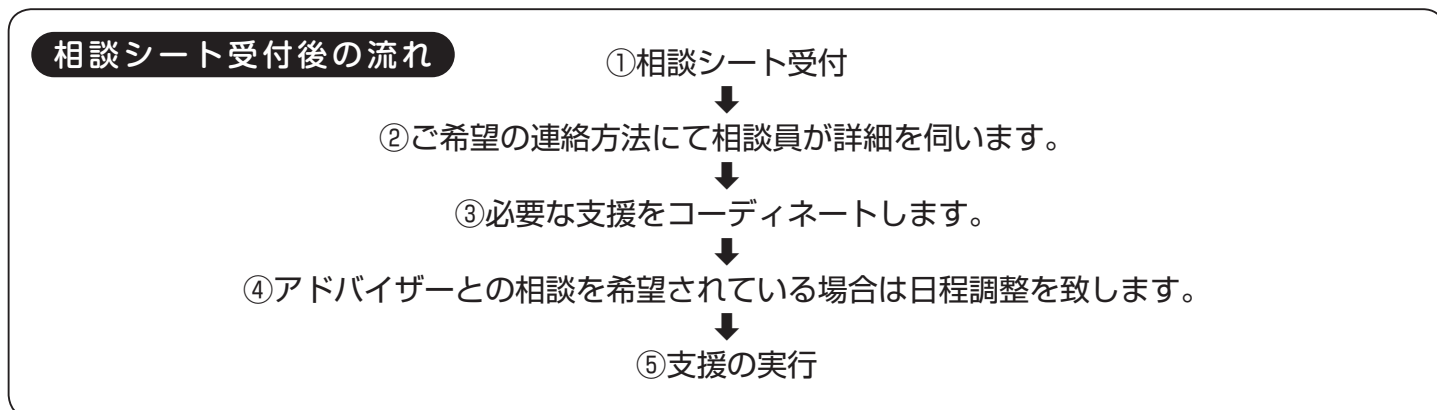 相談シート受付後の流れ
①相談シート受付
②ご希望の連絡方法にて相談員が詳細を伺います。
③必要な支援をコーディネートします。
④アドバイザーとの相談を希望されている場合は日程調整を致します。
⑤支援の実行